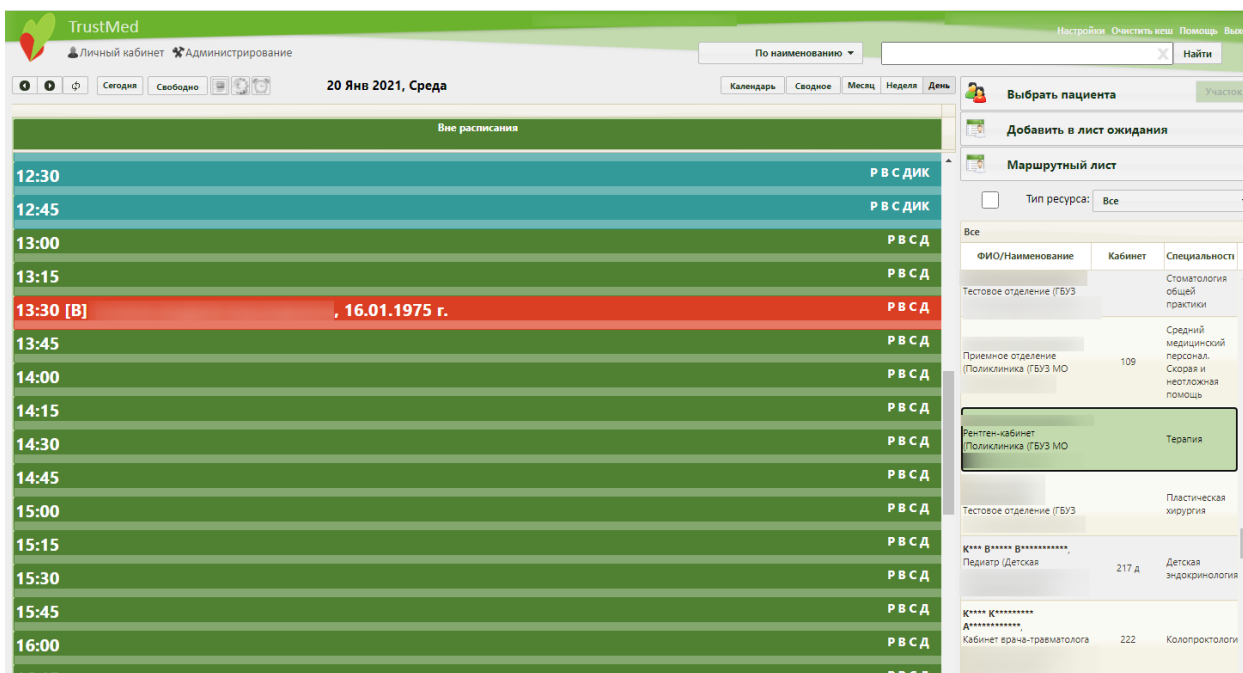 TrustMed
Настройки Очистить кеш Помощь Вых
Личный кабинет Администрирование
По наименованию
Найти
Сегодня Свободно
20 Янв 2021, Среда
Календарь Сводное Месяц Неделя День
Выбрать пациента
Участок
Добавить в лист ожидания
Маршрутный лист
Тип ресурса: Все
Вне расписания
12:30 Р В С Д И К
12:45 Р В С Д И К
13:00 Р В С Д
13:15 Р В С Д
13:30 [В] , 16.01.1975 г. Р В С Д
13:45 Р В С Д
14:00 Р В С Д
14:15 Р В С Д
14:30 Р В С Д
14:45 Р В С Д
15:00 Р В С Д
15:15 Р В С Д
15:30 Р В С Д
15:45 Р В С Д
16:00 Р В С Д
Все
ФИО/Наименование Кабинет Специальность
Тестовое отделение (ГБУЗ
Стоматология
общей
практики
Приемное отделение
(Поликлиника (ГБУЗ МО
109
Средний
медицинский
персонал.
Скорая и
неотложная
помощь
Рентген-кабинет
(Поликлиника (ГБУЗ МО
Терапия
Тестовое отделение (ГБУЗ
Пластическая
хирургия
К*** В***** В***********,
Педиатр (Детская
217 д
Детская
эндокринология
К**** К*********
А************,
Кабинет врача-травматолога
222
Колопроктологи